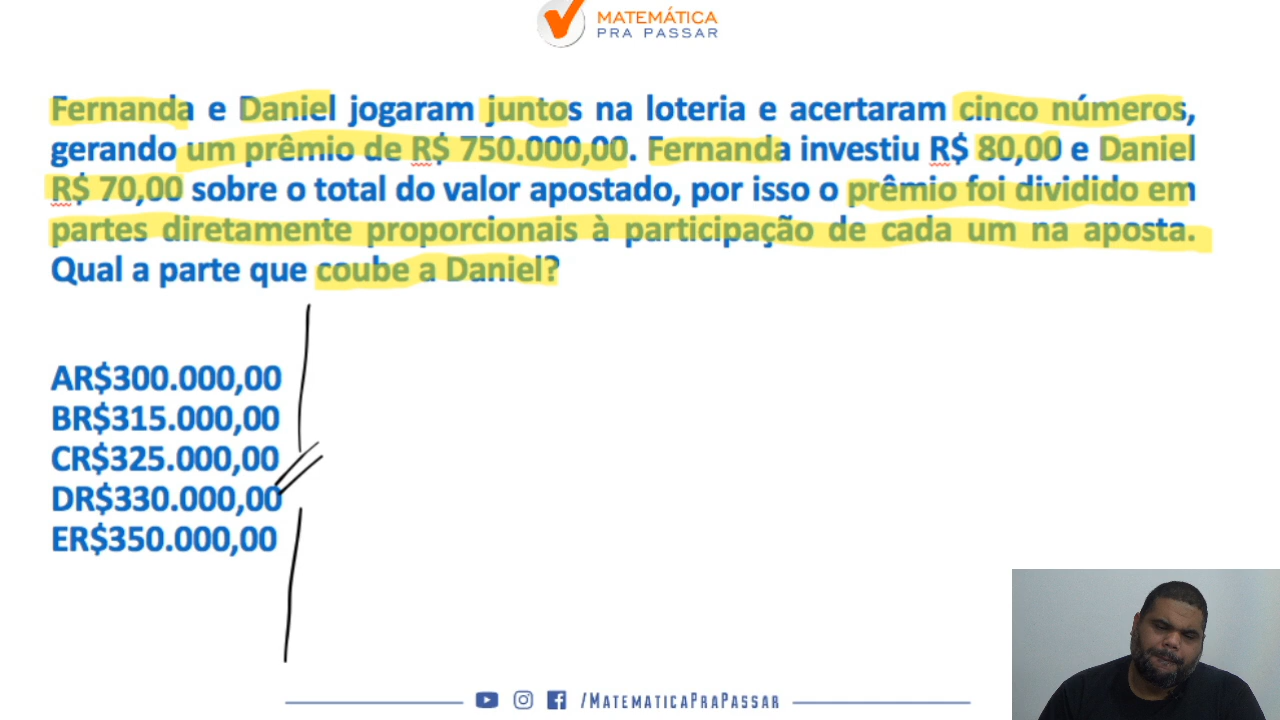 MATEMÁTICA
PRA PASSAR
Fernanda e Daniel jogaram juntos na loteria e acertaram cinco números,
gerando um prêmio de R$ 750.000,00. Fernanda investiu R$ 80,00 e Daniel
R$ 70,00 sobre o total do valor apostado, por isso o prêmio foi dividido em
partes diretamente proporcionais à participação de cada um na aposta.
Qual a parte que coube a Daniel?
AR$300.000,00
BR$315.000,00
CR$325.000,00
DR$330.000,00
ER$350.000,00
/MatematicaPraPassar